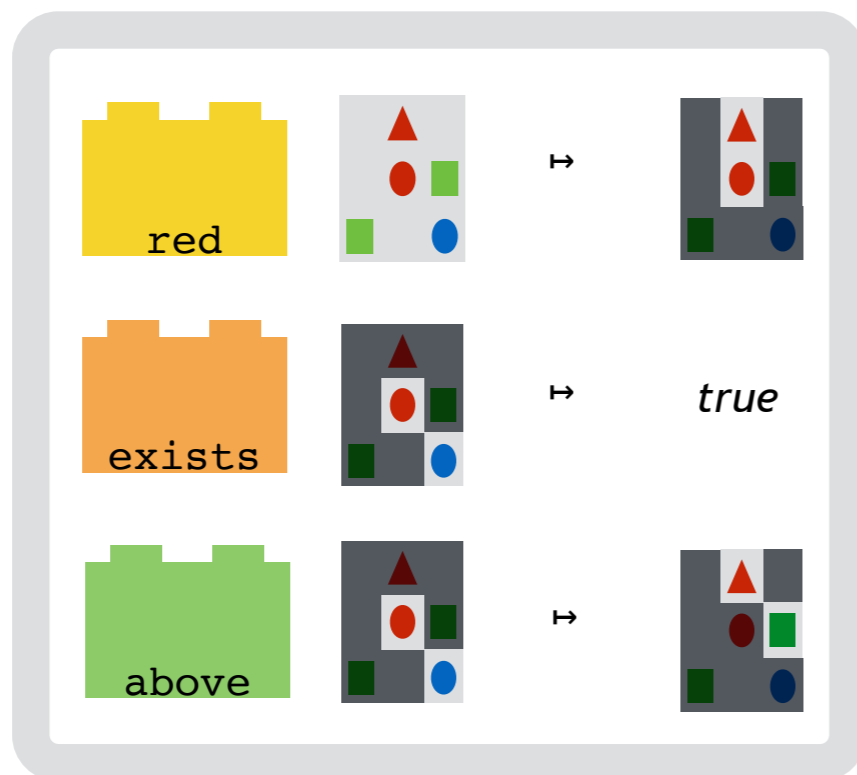 red
↦
exists
↦
true
above
↦